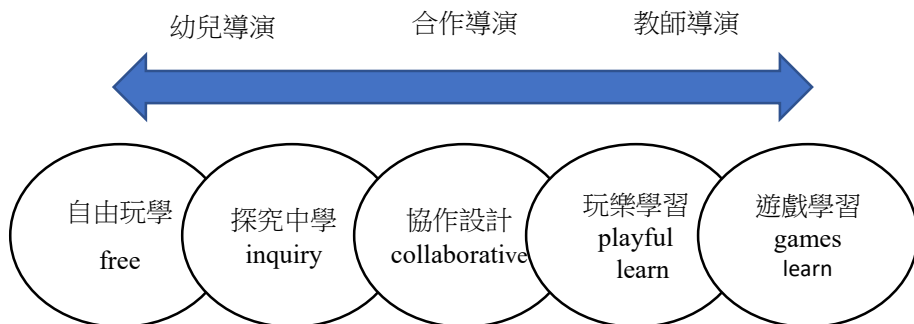 幼兒導演
合作導演
教師導演
自由玩學
free
探究中學
inquiry
協作設計
collaborative
玩樂學習
playful
learn
遊戲學習
games
learn